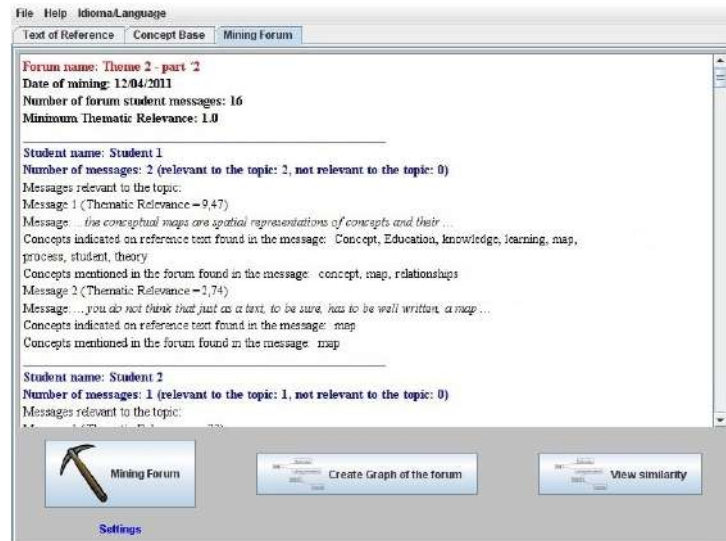 File Help Idioma/Language
Text of Reference Concept Base Mining Forum
Forum name: Theme 2 - part '2
Date of mining: 12/04/2011
Number of forum student messages: 16
Minimum Thematic Relevance: 1.0
Student name: Student 1
Number of messages: 2 (relevant to the topic: 2, not relevant to the topic: 0)
Messages relevant to the topic:
Message 1 (Thematic Relevance = 9,47)
Message: ...the conceptual maps are spatial representations of concepts and their ...
Concepts indicated on reference text found in the message: Concept, Education, knowledge, learning, map,
process, student, theory
Concepts mentioned in the forum found in the message: concept, map, relationships
Message 2 (Thematic Relevance = 2,74)
Message: ....you do not think that just as a text, to be sure, has to be well written, a map ...
Concepts indicated on reference text found in the message: map
Concepts mentioned in the forum found in the message: map
Student name: Student 2
Number of messages: 1 (relevant to the topic: 1, not relevant to the topic: 0)
Messages relevant to the topic:
Mining Forum
Create Graph of the forum
View similarity
Settings